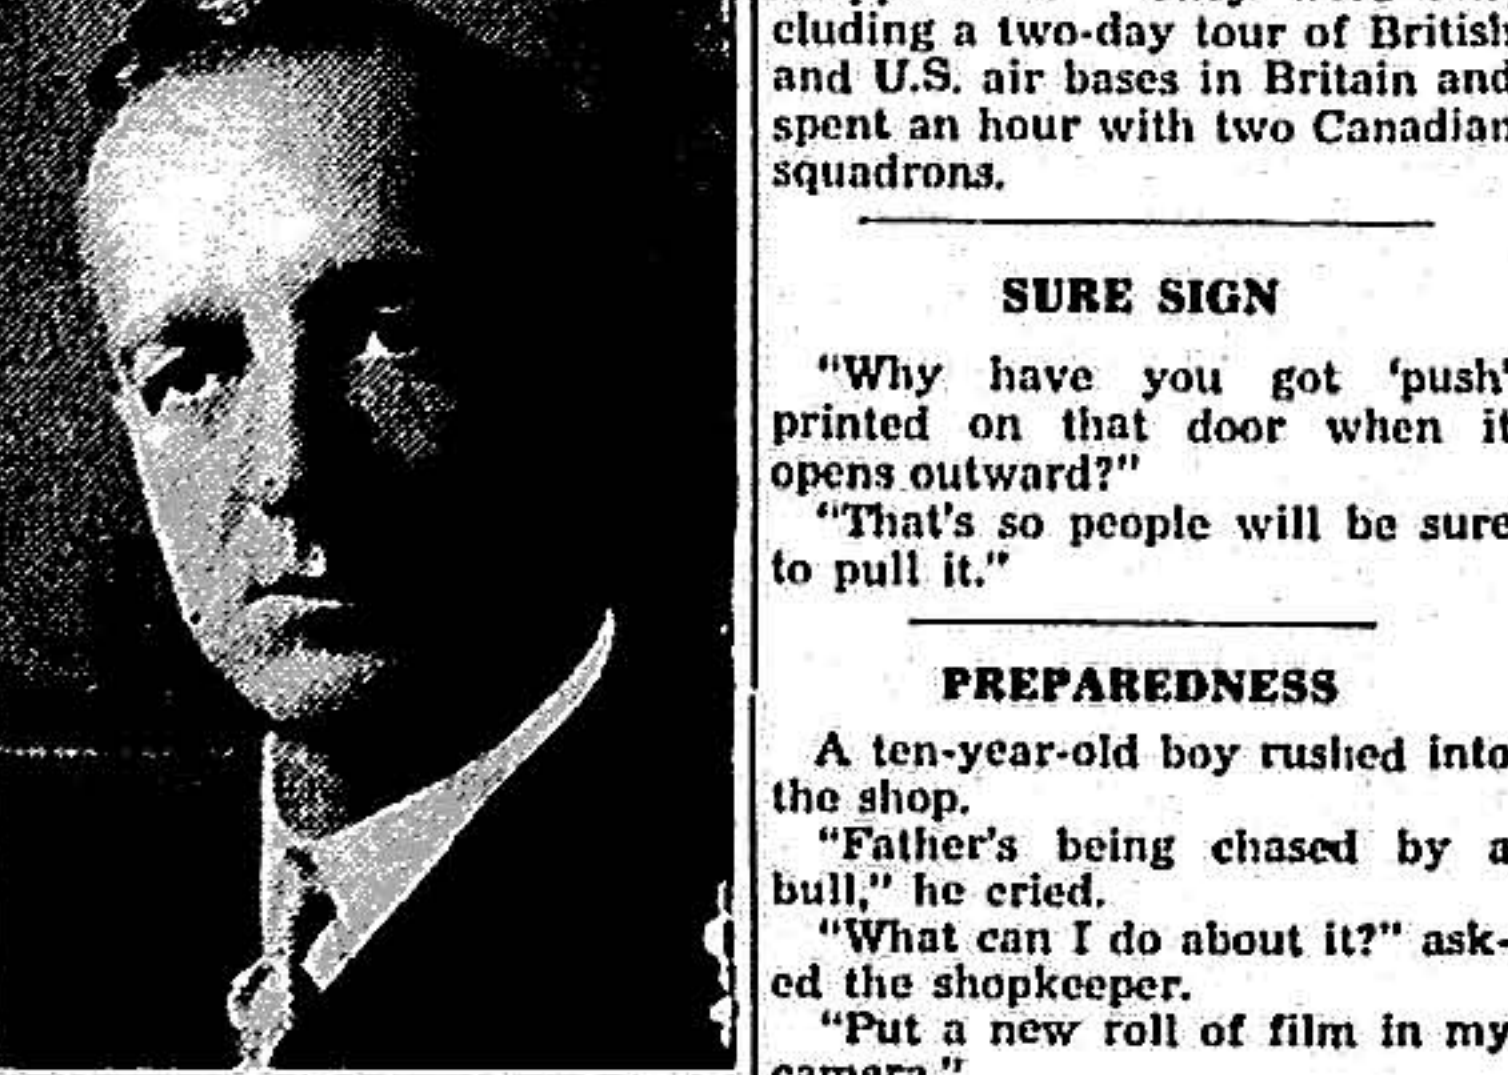 cluding a two-day tour of British
and U.S. air bases in Britain and
spent an hour with two Canadian
squadrons.
SURE SIGN
"Why have you got 'push'
printed on that door when it
opens outward?"
"That's so people will be sure
to pull it."
PREPAREDNESS
A ten-year-old boy rushed into
the shop.
"Father's being chased by a
bull," he cried.
"What can I do about it?" ask-
ed the shopkeeper.
"Put a new roll of film in my
camera."